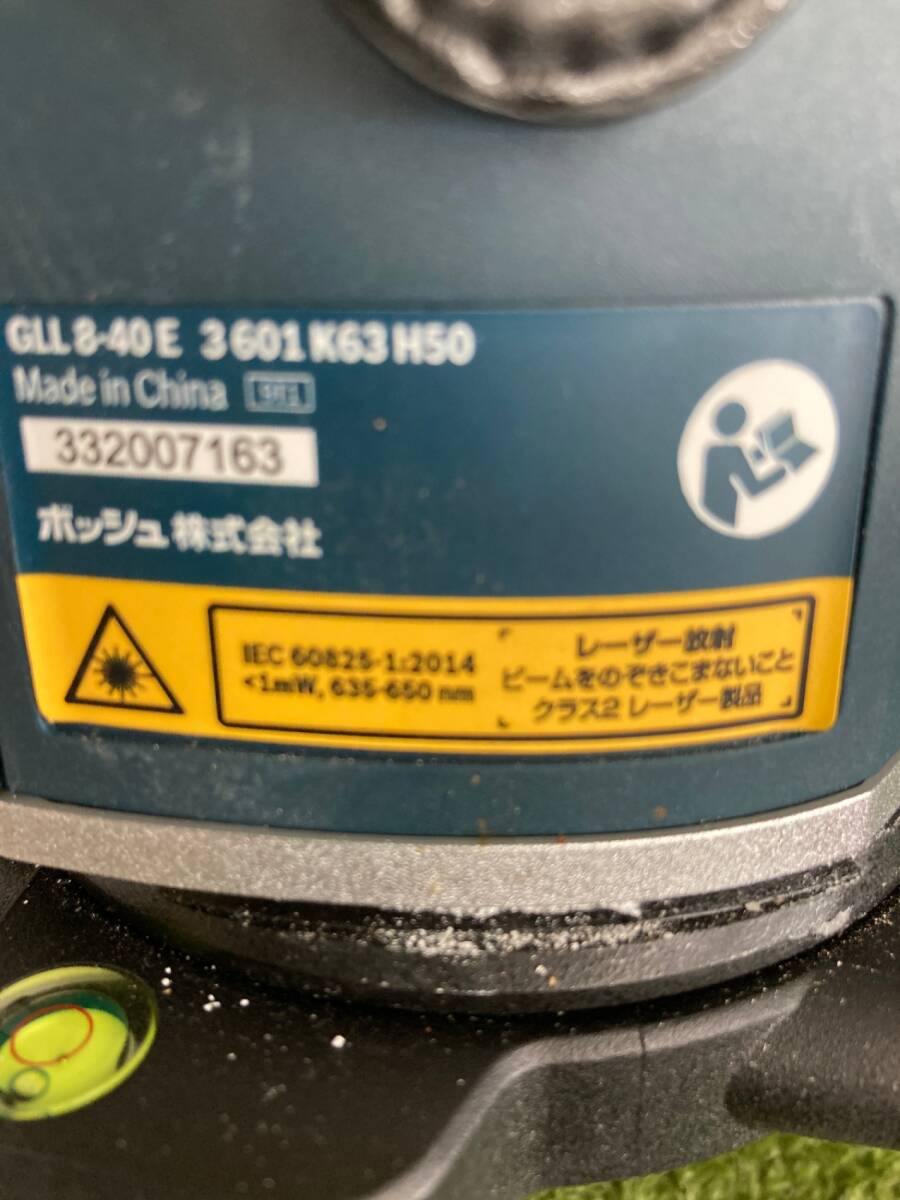 GLL 8-40 E 3 601 K63 H50
Made in China
332007163
ボッシュ株式会社
IEC 60825-1:2014
<1mW, 635-650 nm
レーザー放射
ビームをのぞきこまないこと
クラス2 レーザー製品